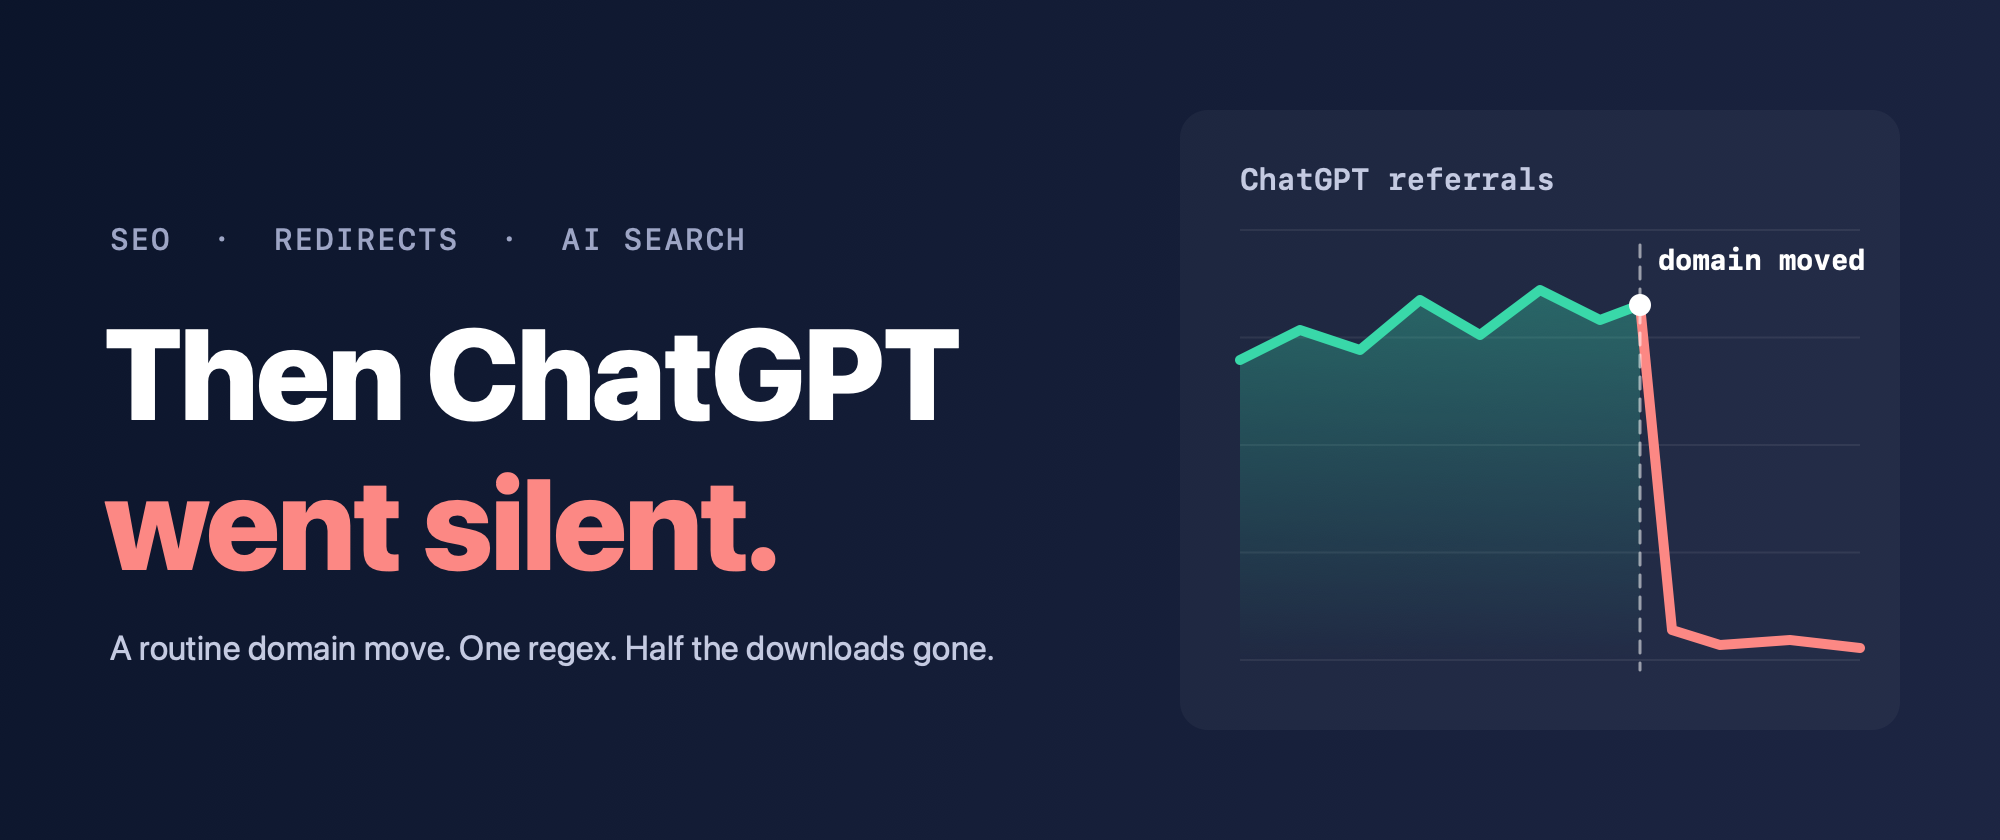 SEO · REDIRECTS · AI SEARCH
Then ChatGPT
went silent.
A routine domain move. One regex. Half the downloads gone.
ChatGPT referrals
domain moved